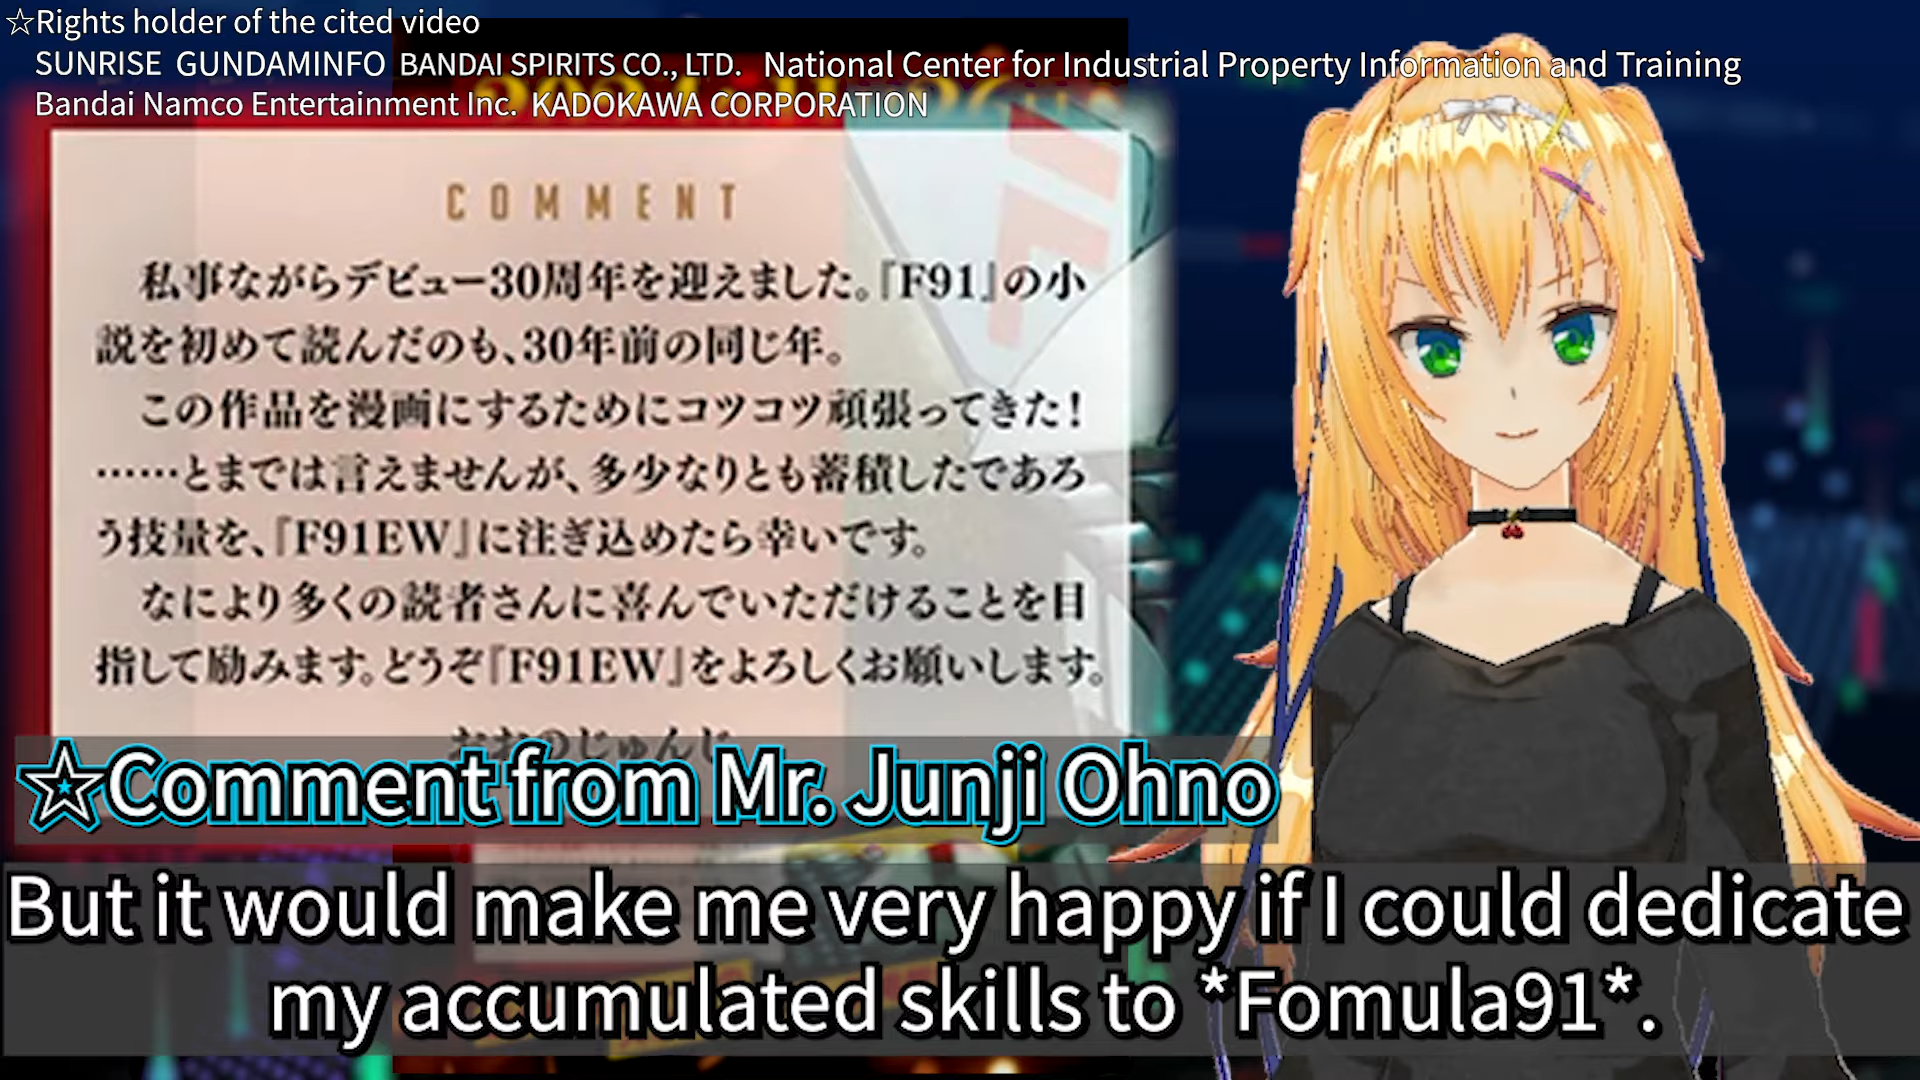 ☆Rights holder of the cited video
SUNRISE GUNDAMINFO BANDAI SPIRITS CO., LTD. National Center for Industrial Property Information and Training
Bandai Namco Entertainment Inc. KADOKAWA CORPORATION
COMMENT
私事ながらデビュー30周年を迎えました。『F91』の小
説を初めて読んだのも、30年前の同じ年。
この作品を漫画にするためにコツコツ頑張ってきた!
……とまでは言えませんが、多少なりとも蓄積したであろ
う技量を、『F91EW』に注ぎ込めたら幸いです。
なにより多くの読者さんに喜んでいただけることを目
指して励みます。どうぞ『F91EW』をよろしくお願いします。
おおのじゅんじ
☆Comment from Mr. Junji Ohno
But it would make me very happy if I could dedicate
my accumulated skills to *Fomula91*.